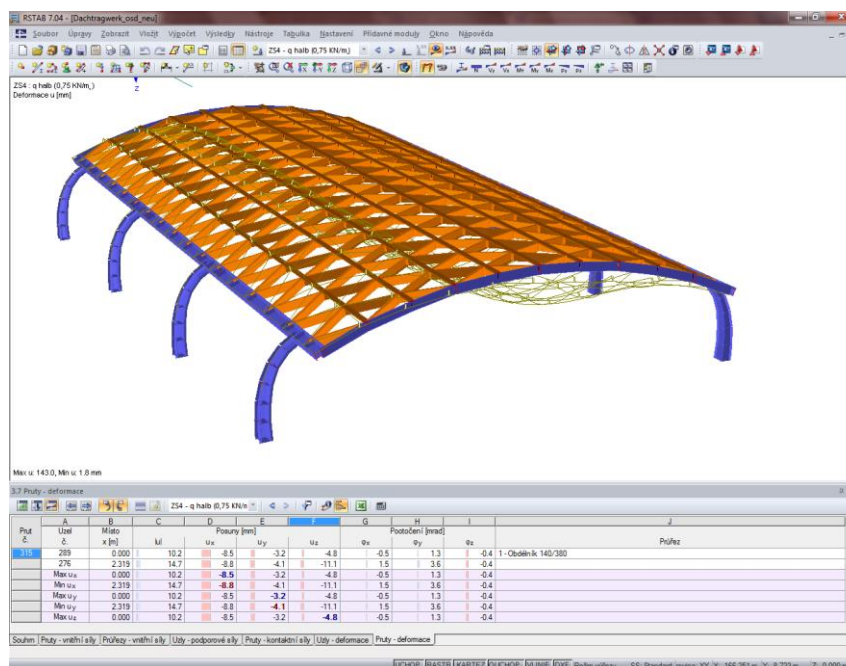 RSTAB 7.04 - [Dachtragwerk_osd_neu]
Soubor Úpravy Zobrazit Vložit Výpočet Výsledky Nástroje Tabulka Nastavení Přídavné moduly Okno Nápověda
ZS4 - q halb (0,75 KN/m,)
ZS4 : q halb (0,75 KN/m,)
Deformace u [mm]
Z
Max u: 143.0, Min u: 1.8 mm
3.7 Pruty - deformace
ZS4 - q halb (0,75 KN/m
A B C D E F G H I J
Prut Uzel Místo Posuny [mm] Pootočení [mrad]
č. č. x [m] |u| ux uy uz φx φy φz Průřez
315 289 0.000 10.2 -8.5 -3.2 -4.8 -0.5 1.3 -0.4 1 - Obdélník 140/380
276 2.319 14.7 -8.8 -4.1 -11.1 1.5 3.6 -0.4
Max ux 0.000 10.2 -8.5 -3.2 -4.8 -0.5 1.3 -0.4
Min ux 2.319 14.7 -8.8 -4.1 -11.1 1.5 3.6 -0.4
Max uy 0.000 10.2 -8.5 -3.2 -4.8 -0.5 1.3 -0.4
Min uy 2.319 14.7 -8.8 -4.1 -11.1 1.5 3.6 -0.4
Max uz 0.000 10.2 -8.5 -3.2 -4.8 -0.5 1.3 -0.4
Souhrn Pruty - vnitřní síly Průřezy - vnitřní síly Uzly - podporové síly Pruty - kontaktní síly Uzly - deformace Pruty - deformace
UCHOP RASTR KARTEZ OUCHOP VLINIE DXF